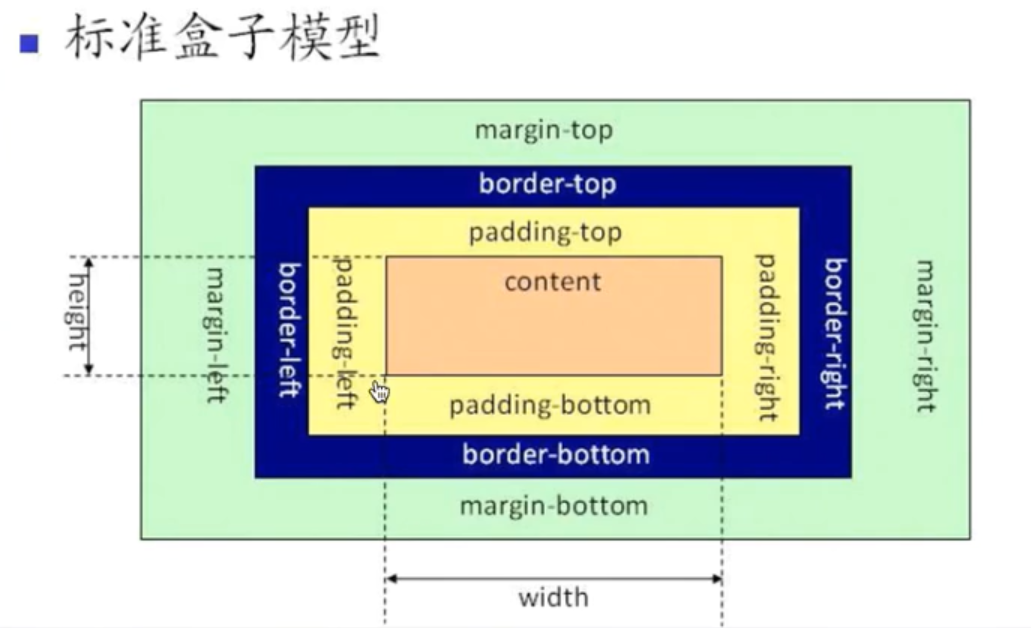 标准盒子模型
margin-top
border-top
padding-top
content
height
margin-left
border-left
padding-left
padding-right
border-right
margin-right
padding-bottom
border-bottom
margin-bottom
width